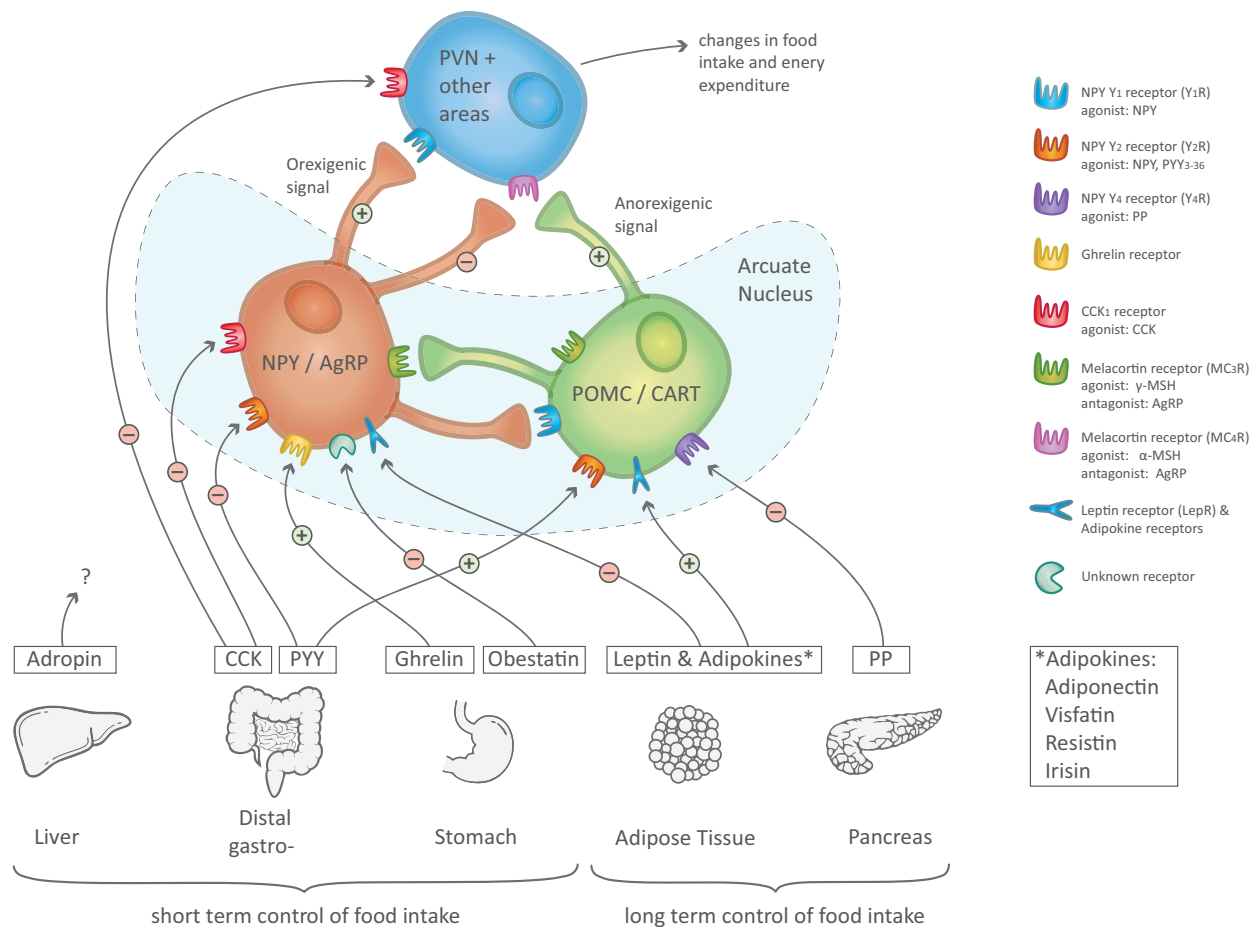 PVN +
other
areas
changes in food
intake and enery
expenditure
Orexigenic
signal
+
−
Anorexigenic
signal
+
Arcuate
Nucleus
NPY / AgRP
POMC / CART
−
−
−
+
−
+
−
+
−
?
Adropin
CCK
PYY
Ghrelin
Obestatin
Leptin & Adipokines*
PP
Liver
Distal
gastro-
Stomach
Adipose Tissue
Pancreas
short term control of food intake
long term control of food intake
NPY Y1 receptor (Y1R)
agonist: NPY
NPY Y2 receptor (Y2R)
agonist: NPY, PYY3-36
NPY Y4 receptor (Y4R)
agonist: PP
Ghrelin receptor
CCK1 receptor
agonist: CCK
Melacortin receptor (MC3R)
agonist: γ-MSH
antagonist: AgRP
Melacortin receptor (MC4R)
agonist: α-MSH
antagonist: AgRP
Leptin receptor (LepR) &
Adipokine receptors
Unknown receptor
*Adipokines:
Adiponectin
Visfatin
Resistin
Irisin